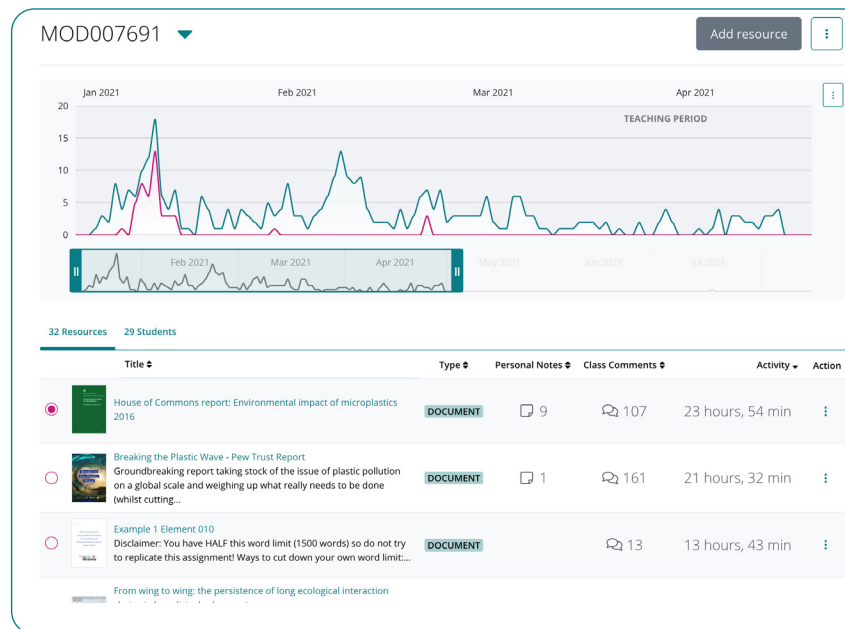 MOD007691
Add resource
Jan 2021 Feb 2021 Mar 2021 Apr 2021
20
TEACHING PERIOD
15
10
5
0
Feb 2021 Mar 2021 Apr 2021 May 2021 Jun 2021 Jul 2021
32 Resources 29 Students
Title Type Personal Notes Class Comments Activity Action
House of Commons report: Environmental impact of microplastics
2016
DOCUMENT 9 107 23 hours, 54 min
Breaking the Plastic Wave - Pew Trust Report
Groundbreaking report taking stock of the issue of plastic pollution
on a global scale and weighing up what really needs to be done
(whilst cutting...
DOCUMENT 1 161 21 hours, 32 min
Example 1 Element 010
Disclaimer: You have HALF this word limit (1500 words) so do not try
to replicate this assignment! Ways to cut down your own word limit:...
DOCUMENT 13 13 hours, 43 min
From wing to wing: the persistence of long ecological interaction